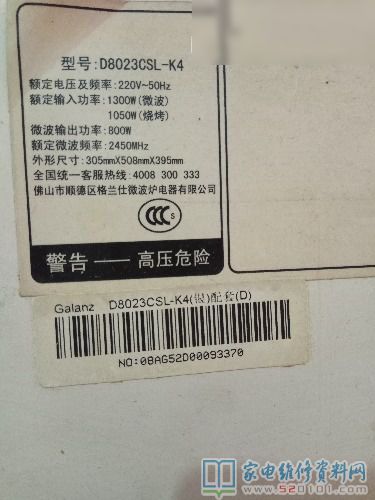 型号:D8023CSL-K4
额定电压及频率:220V~50Hz
额定输入功率:1300W(微波)
1050W(烧烤)
微波输出功率:800W
额定微波频率:2450MHz
外形尺寸:305mmX508mmX395mm
全国统一客服热线:4008 300 333
佛山市顺德区格兰仕微波炉电器有限公司
CCC S
警告 — 高压危险
Galanz D8023CSL-K4(银)配套(D)
NO:08AG52D00093370
家电维修资料网
www.520101.com